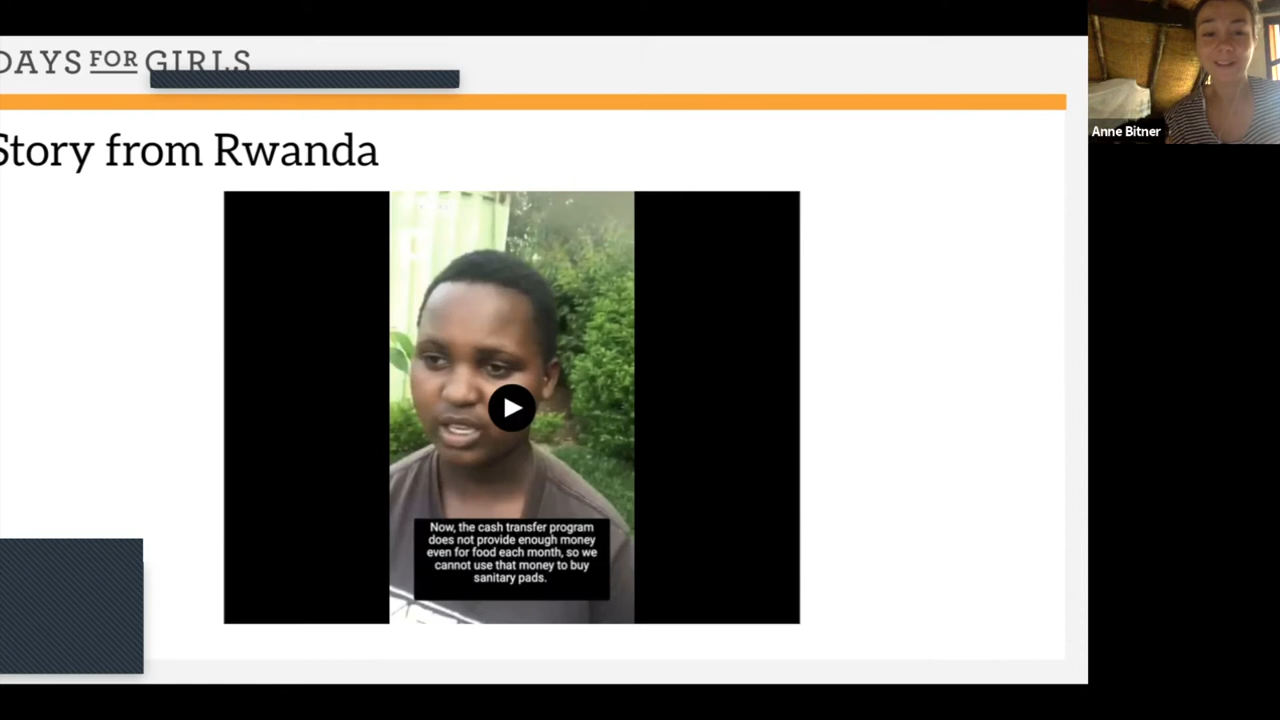 DAYS FOR GIRLS
Story from Rwanda
Now, the cash transfer program
does not provide enough money
even for food each month, so we
cannot use that money to buy
sanitary pads.
Anne Bitner